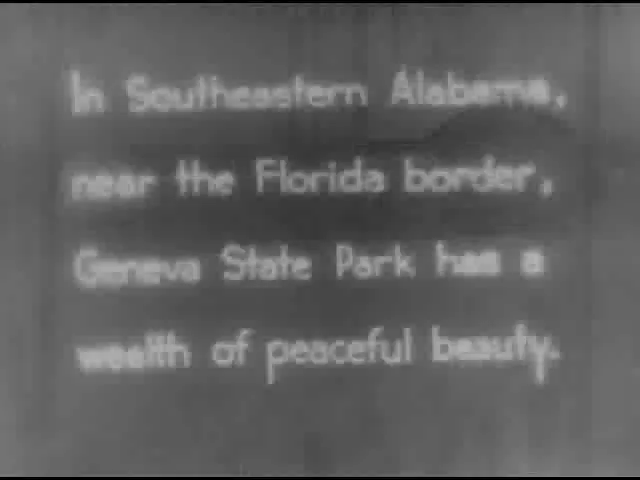 In Southeastern Alabama,
near the Florida border,
Geneva State Park has a
wealth of peaceful beauty.